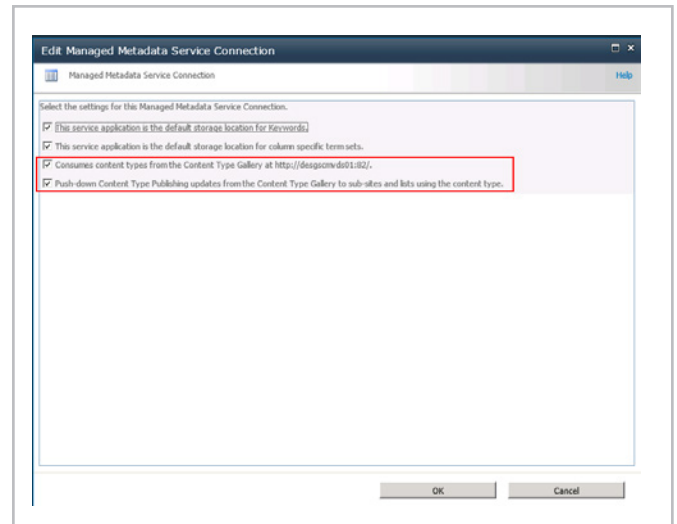 Edit Managed Metadata Service Connection
Managed Metadata Service Connection
Help
Select the settings for this Managed Metadata Service Connection.
This service application is the default storage location for Keywords.
This service application is the default storage location for column specific term sets.
Consumes content types from the Content Type Gallery at http://desgscmvds01:82/.
Push-down Content Type Publishing updates from the Content Type Gallery to sub-sites and lists using the content type.
OK
Cancel